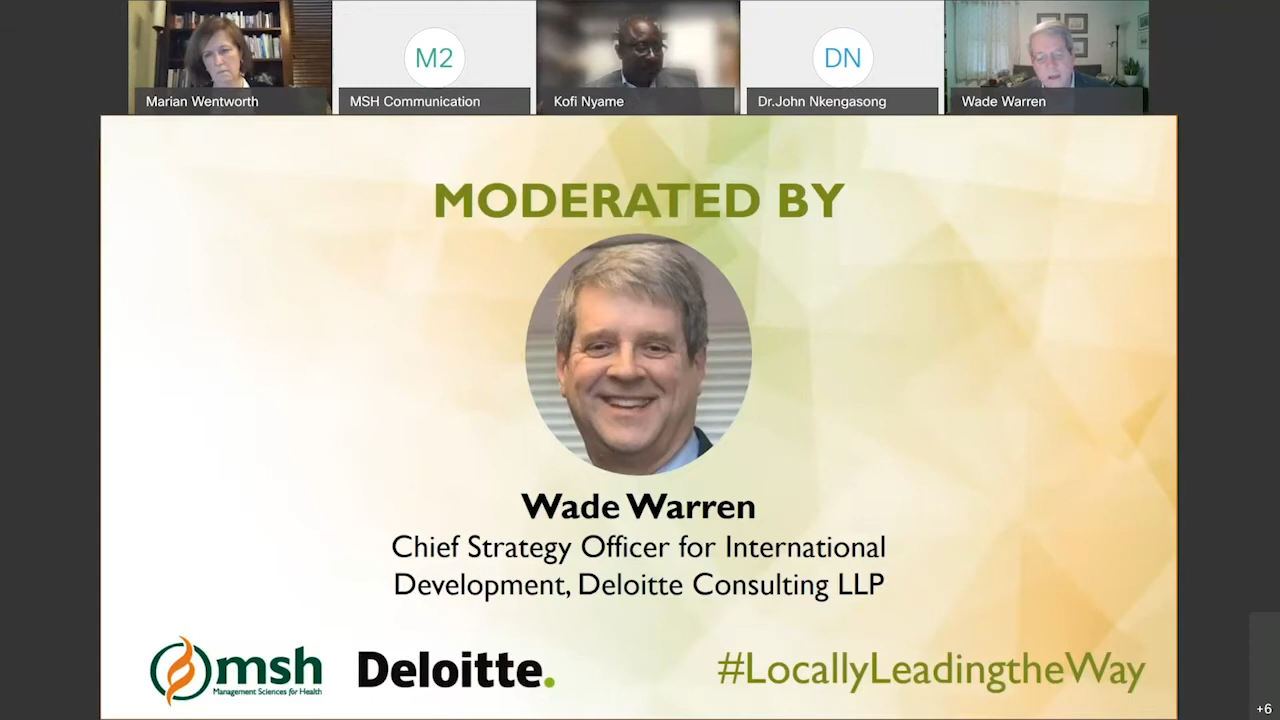 M2
DN
Marian Wentworth
MSH Communication
Kofi Nyame
Dr.John Nkengasong
Wade Warren
MODERATED BY
Wade Warren
Chief Strategy Officer for International
Development, Deloitte Consulting LLP
msh
Management Sciences for Health
Deloitte.
#LocallyLeadingtheWay
+6